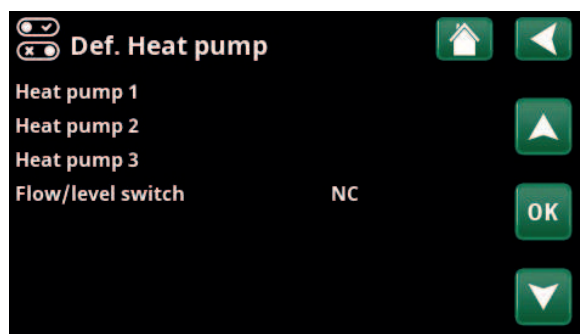 Def. Heat pump
Heat pump 1
Heat pump 2
Heat pump 3
Flow/level switch NC
OK